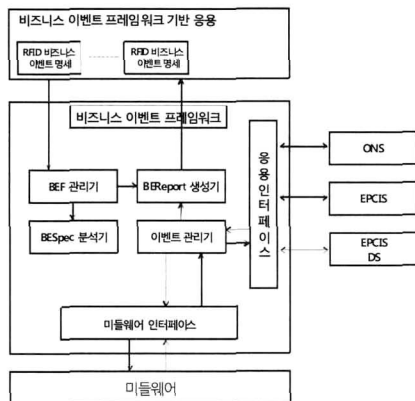 비즈니스 이벤트 프레임워크 기반 응용
RFID 비즈니스
이벤트 명세
RFID 비즈니스
이벤트 명세
비즈니스 이벤트 프레임워크
BEF 관리기
BEReport 생성기
BESpec 분석기
이벤트 관리기
응용인터페이스
ONS
EPCIS
EPCIS
DS
미들웨어 인터페이스
미들웨어